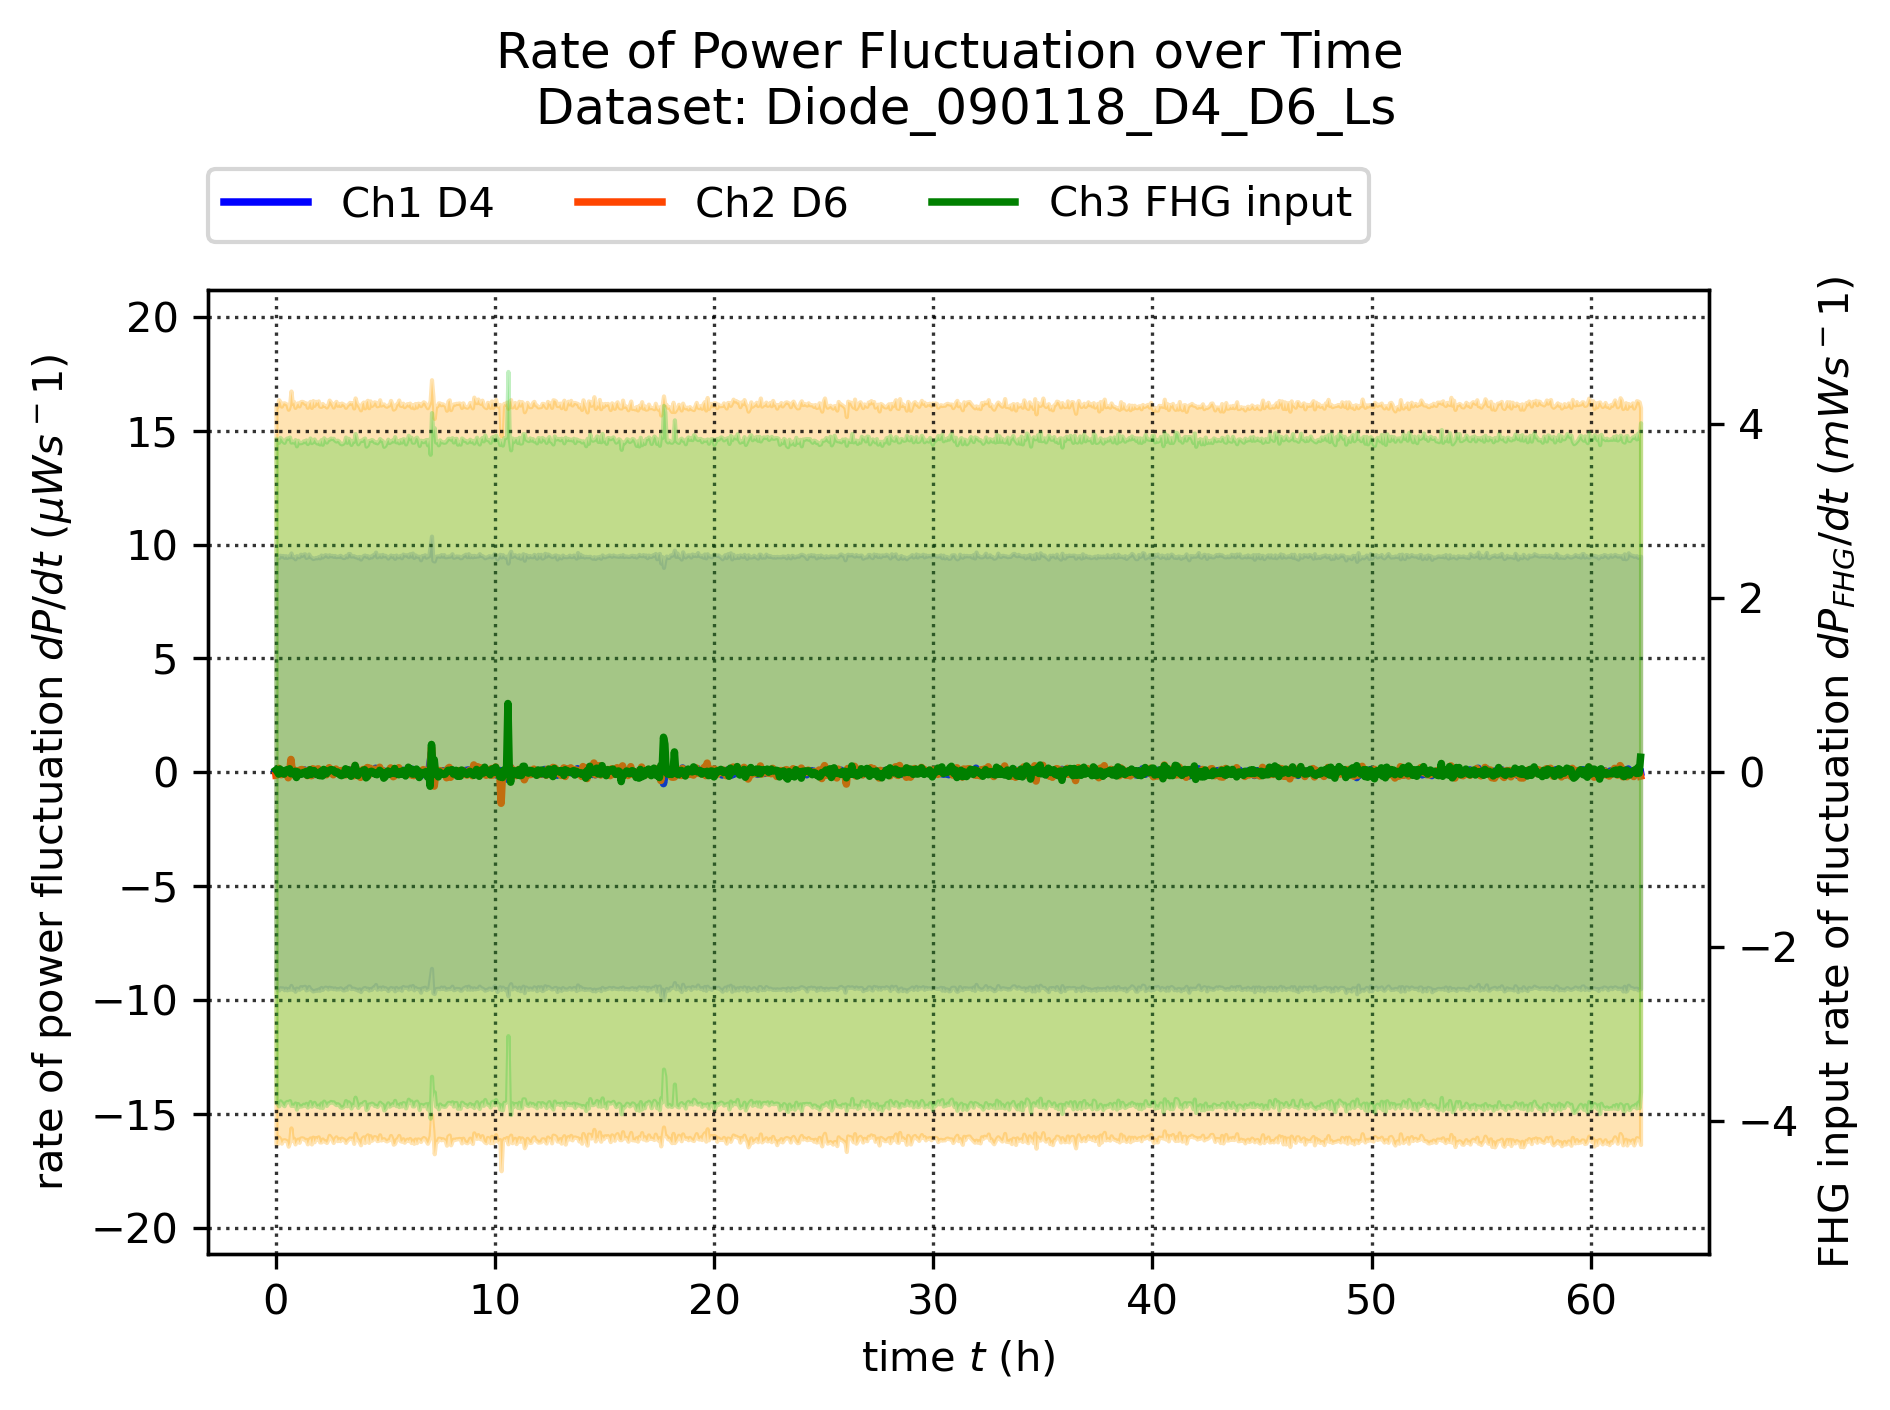 Rate of Power Fluctuation over Time
Dataset: Diode_090118_D4_D6_Ls
Ch1 D4 Ch2 D6 Ch3 FHG input
20
15
10
5
0
−5
−10
−15
−20
rate of power fluctuation dP/dt (μWs⁻1)
4
2
0
−2
−4
FHG input rate of fluctuation dP_FHG/dt (mWs⁻1)
0 10 20 30 40 50 60
time t (h)